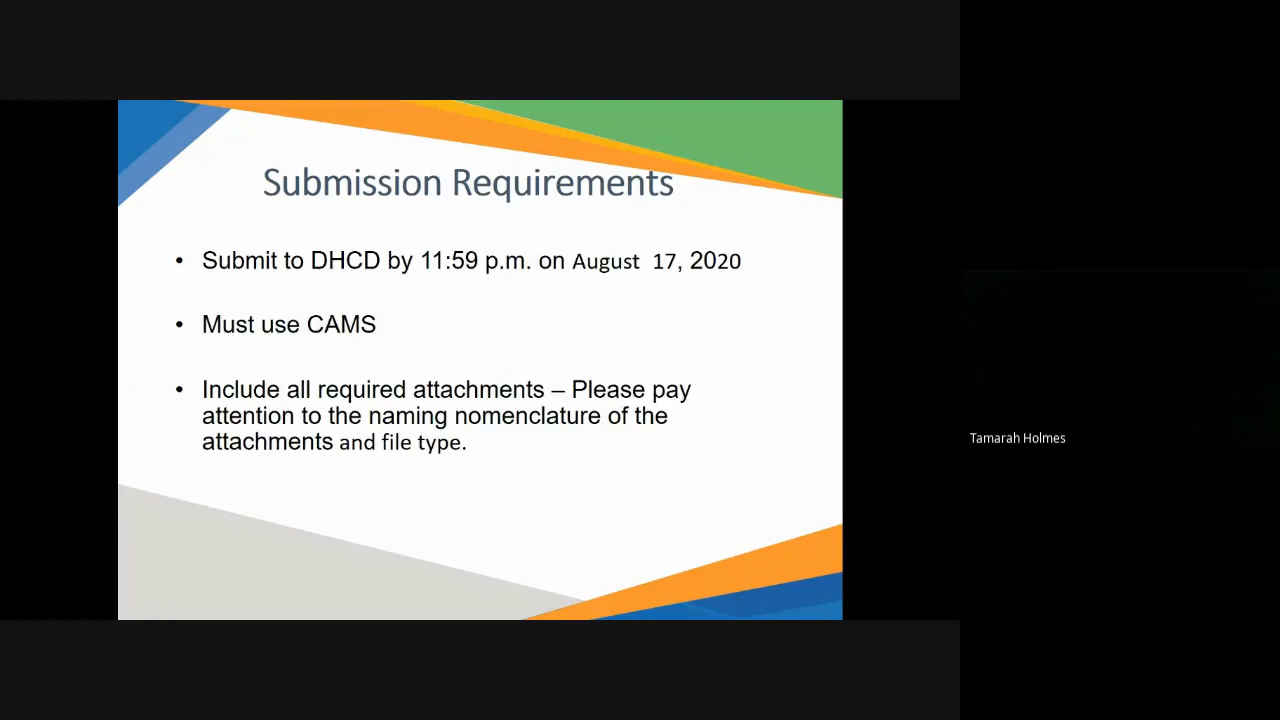 Submission Requirements
• Submit to DHCD by 11:59 p.m. on August 17, 2020
• Must use CAMS
• Include all required attachments – Please pay
attention to the naming nomenclature of the
attachments and file type.
Tamarah Holmes